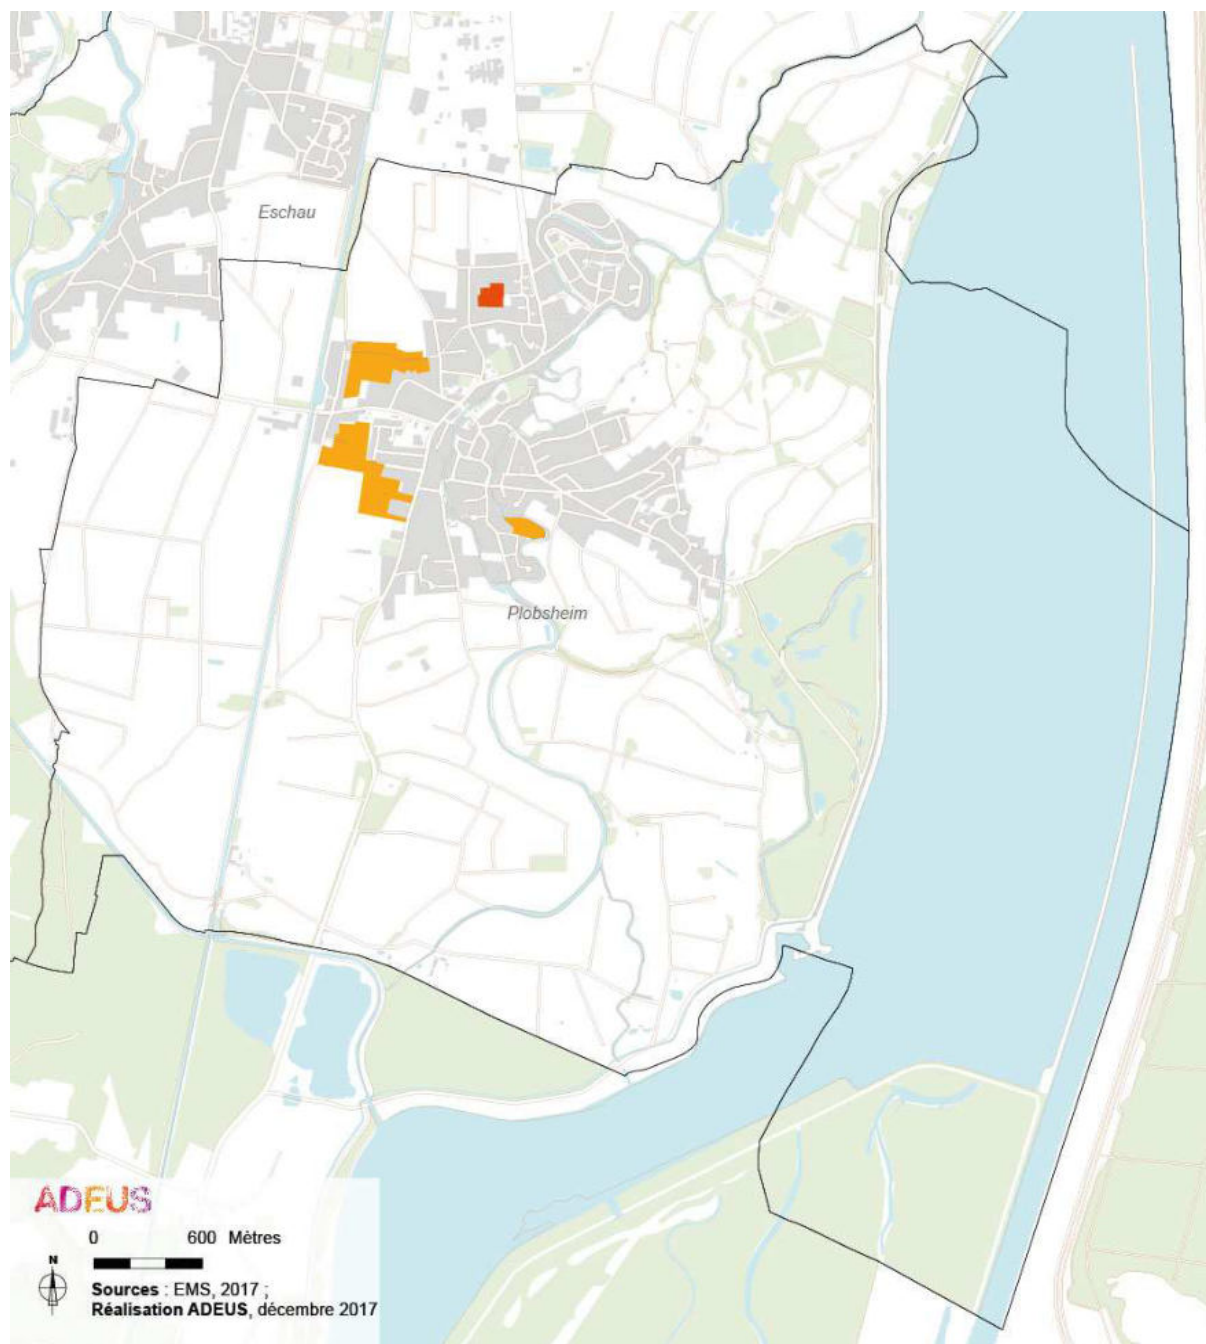 Eschau
Plobsheim
ADEUS
0 600 Mètres
N
Sources : EMS, 2017 ;
Réalisation ADEUS, décembre 2017